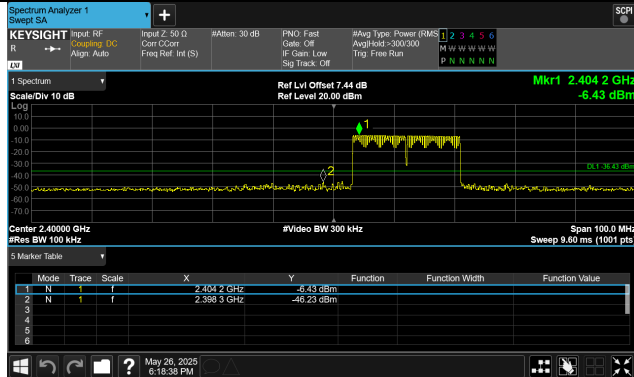 Spectrum Analyzer 1
Swept SA
SCPI
KEYSIGHT Input: RF Input Z: 50 Ω #Atten: 30 dB PNO: Fast #Avg Type: Power (RMS 1 2 3 4 5 6
R Coupling: DC Corr CCorr Gate: Off Avg|Hold:>300/300 M W W W W W
Align: Auto Freq Ref: Int (S) IF Gain: Low Trig: Free Run
LXI Sig Track: Off P N N N N N
1 Spectrum Ref Lvl Offset 7.44 dB Mkr1 2.404 2 GHz
Scale/Div 10 dB Ref Level 20.00 dBm -6.43 dBm
Log
10.0
0.00
-10.0
-20.0
-30.0
-40.0
-50.0
-60.0
-70.0
1
DL1 -36.43 dBm
2
Center 2.40000 GHz #Video BW 300 kHz Span 100.0 MHz
#Res BW 100 kHz Sweep 9.60 ms (1001 pts
5 Marker Table
Mode Trace Scale X Y Function Function Width Function Value
1 N 1 f 2.404 2 GHz -6.43 dBm
2 N 1 f 2.398 3 GHz -46.23 dBm
3
4
5
6
? May 26, 2025
6:18:38 PM